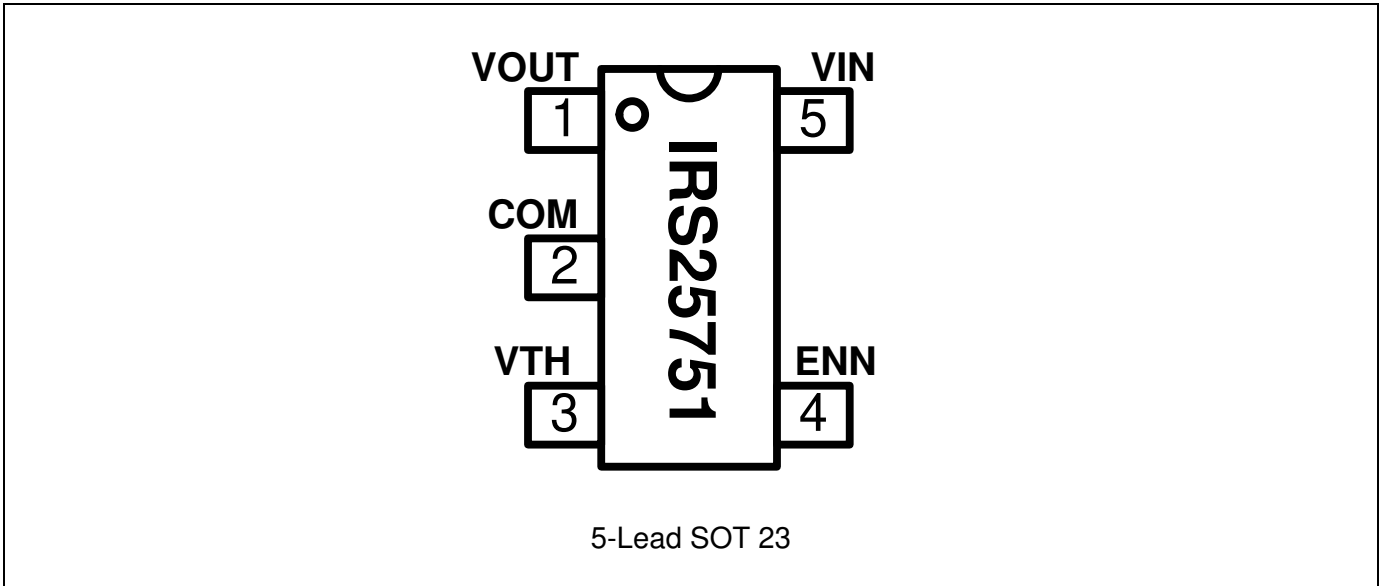 VOUT
VIN
1
5
IRS25751
COM
2
VTH
ENN
3
4
5-Lead SOT 23